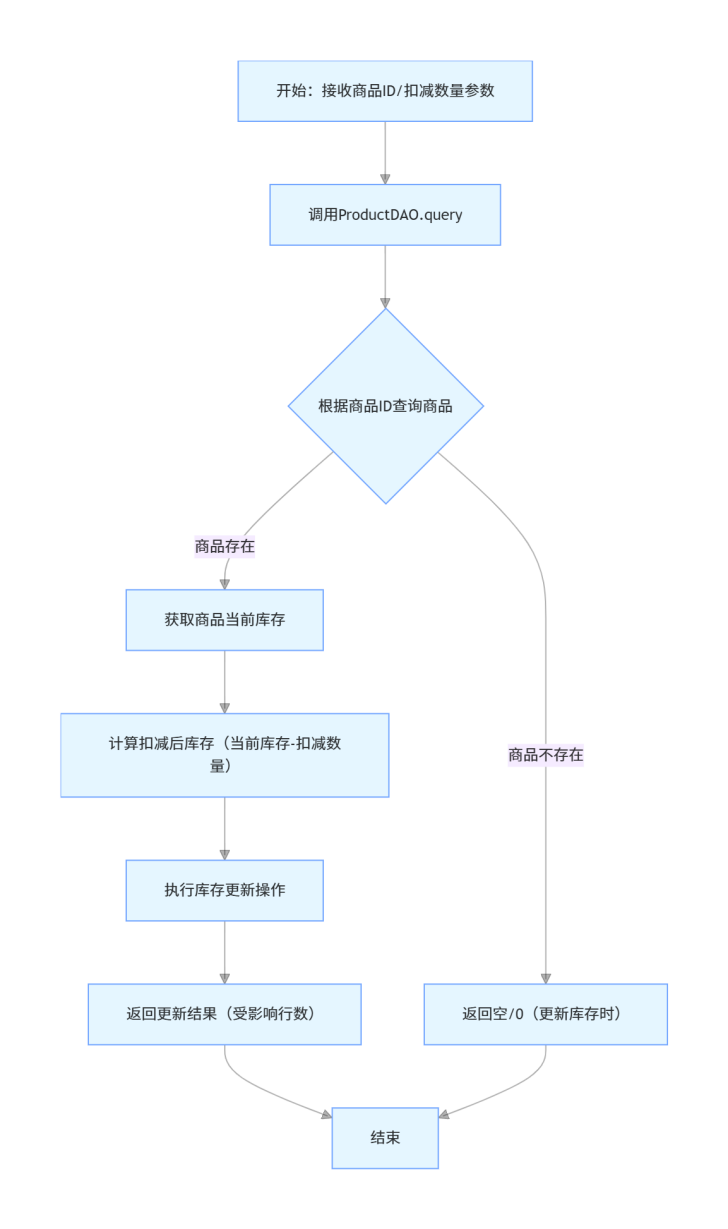 开始：接收商品ID/扣减数量参数
调用ProductDAO.query
根据商品ID查询商品
商品存在
获取商品当前库存
计算扣减后库存（当前库存-扣减数
量）
商品不存在
执行库存更新操作
返回更新结果（受影响行数）
返回空/0（更新库存时）
结束